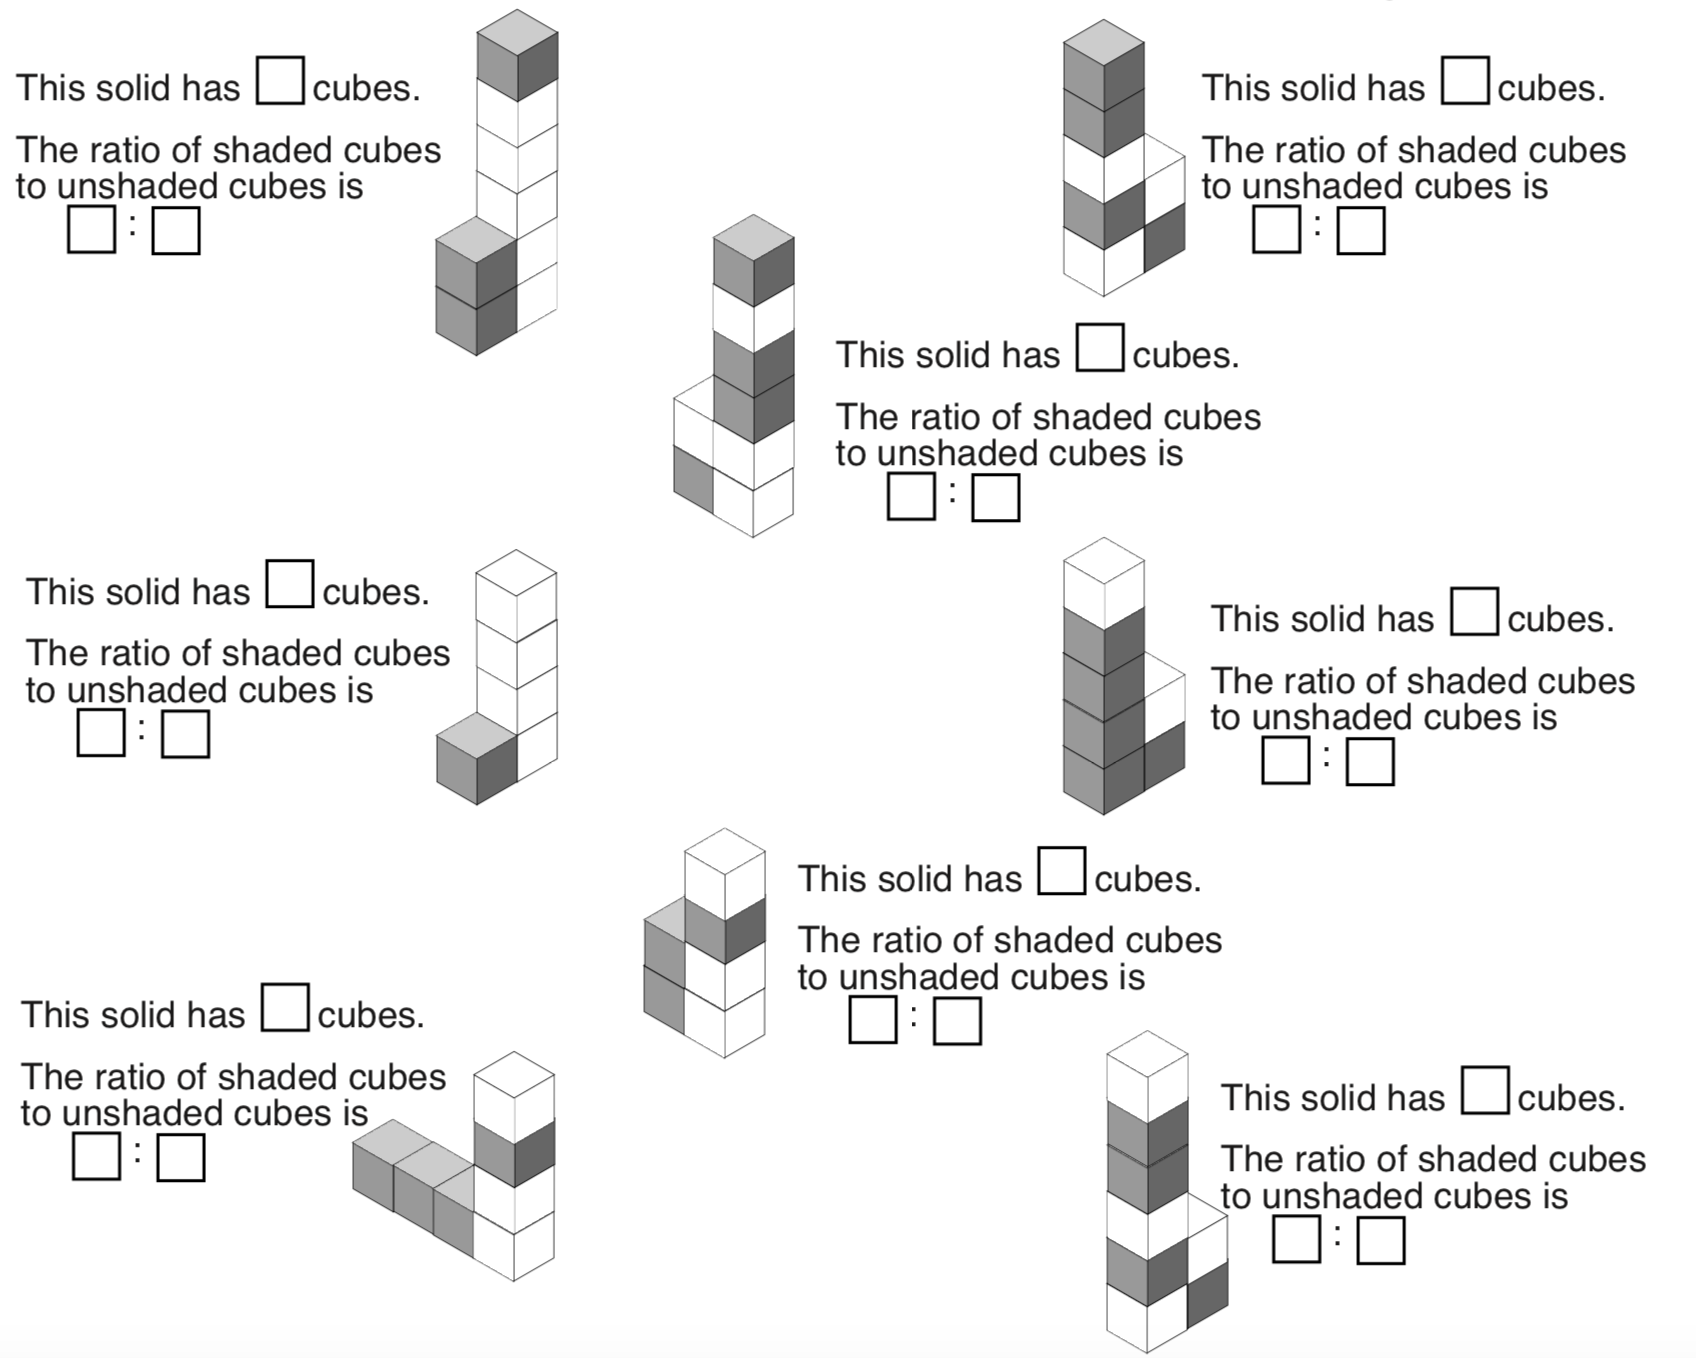 This solid has cubes.
The ratio of shaded cubes
to unshaded cubes is
:
This solid has cubes.
The ratio of shaded cubes
to unshaded cubes is
:
This solid has cubes.
The ratio of shaded cubes
to unshaded cubes is
:
This solid has cubes.
The ratio of shaded cubes
to unshaded cubes is
:
This solid has cubes.
The ratio of shaded cubes
to unshaded cubes is
:
This solid has cubes.
The ratio of shaded cubes
to unshaded cubes is
:
This solid has cubes.
The ratio of shaded cubes
to unshaded cubes is
:
This solid has cubes.
The ratio of shaded cubes
to unshaded cubes is
: